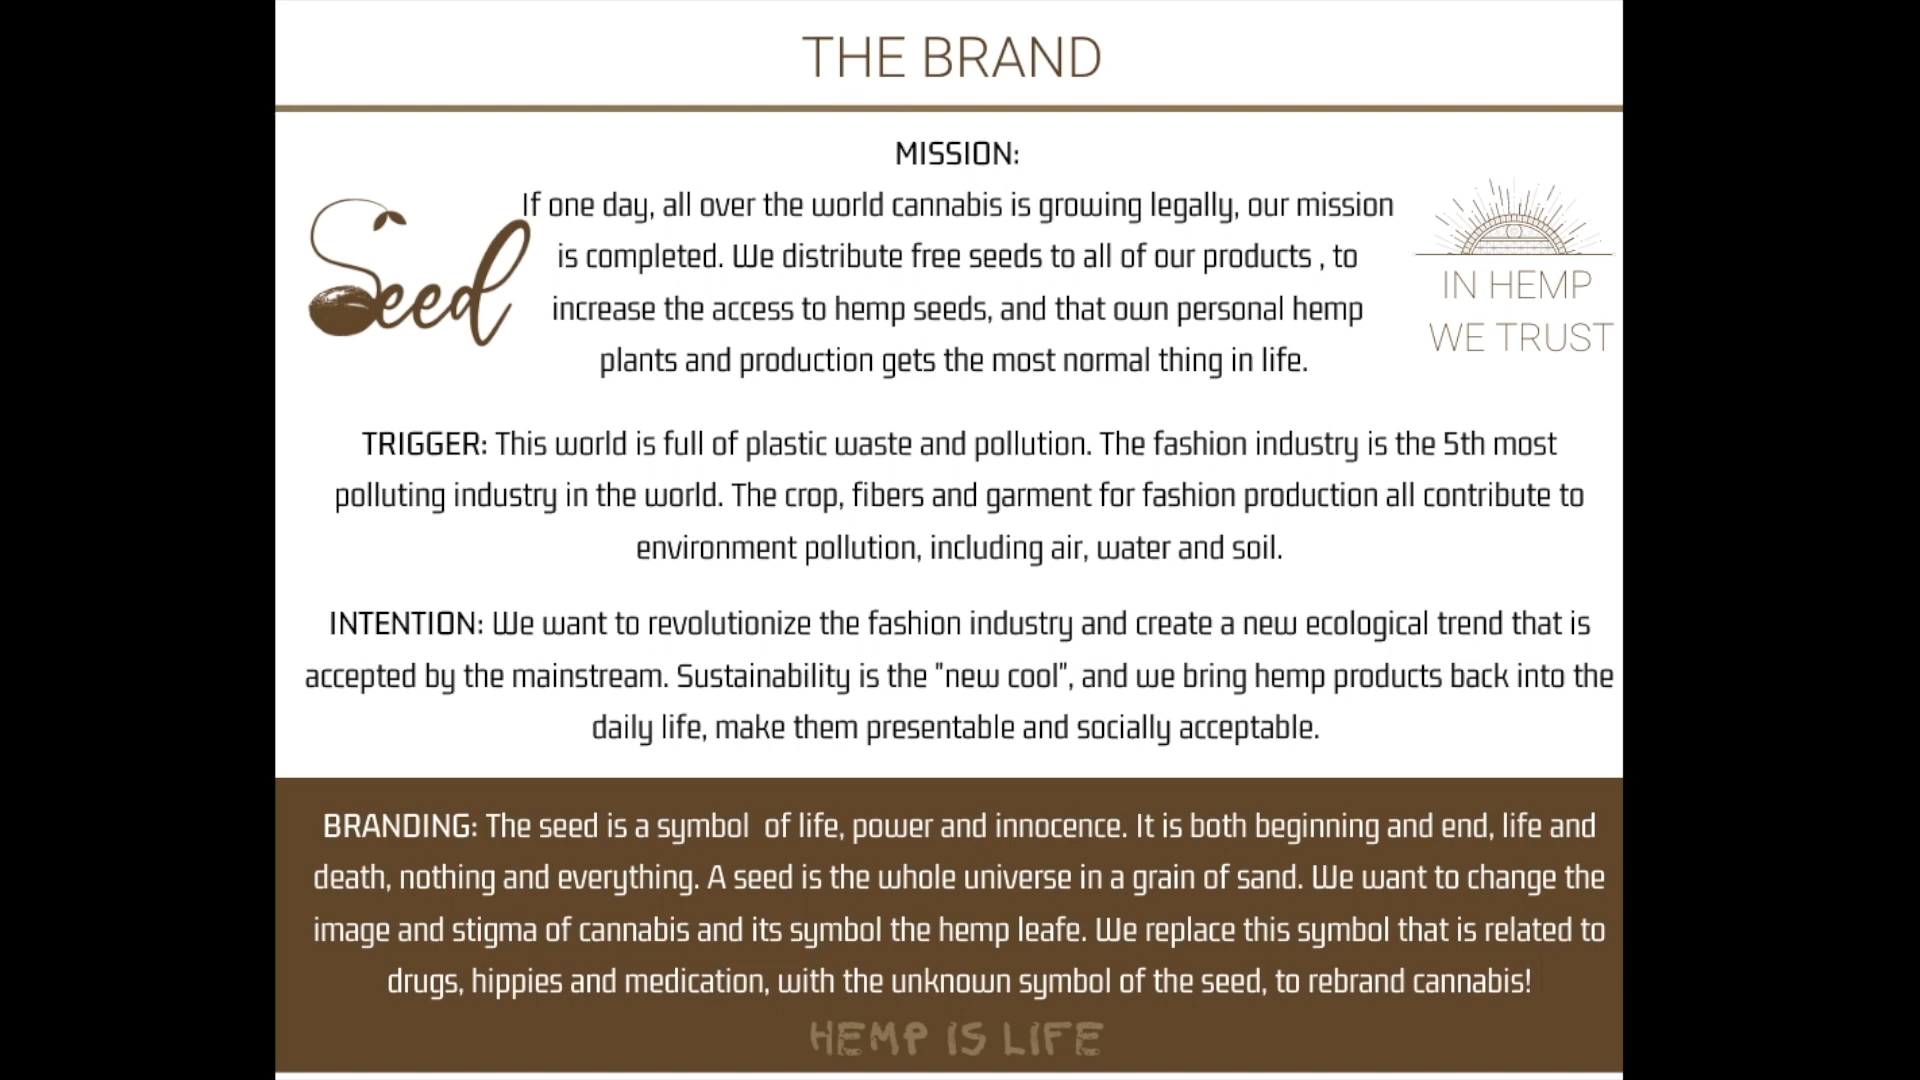 THE BRAND
MISSION:
Seed
If one day, all over the world cannabis is growing legally, our mission
is completed. We distribute free seeds to all of our products , to
increase the access to hemp seeds, and that own personal hemp
plants and production gets the most normal thing in life.
IN HEMP
WE TRUST
TRIGGER: This world is full of plastic waste and pollution. The fashion industry is the 5th most
polluting industry in the world. The crop, fibers and garment for fashion production all contribute to
environment pollution, including air, water and soil.
INTENTION: We want to revolutionize the fashion industry and create a new ecological trend that is
accepted by the mainstream. Sustainability is the "new cool", and we bring hemp products back into the
daily life, make them presentable and socially acceptable.
BRANDING: The seed is a symbol  of life, power and innocence. It is both beginning and end, life and
death, nothing and everything. A seed is the whole universe in a grain of sand. We want to change the
image and stigma of cannabis and its symbol the hemp leafe. We replace this symbol that is related to
drugs, hippies and medication, with the unknown symbol of the seed, to rebrand cannabis!
HEMP IS LIFE